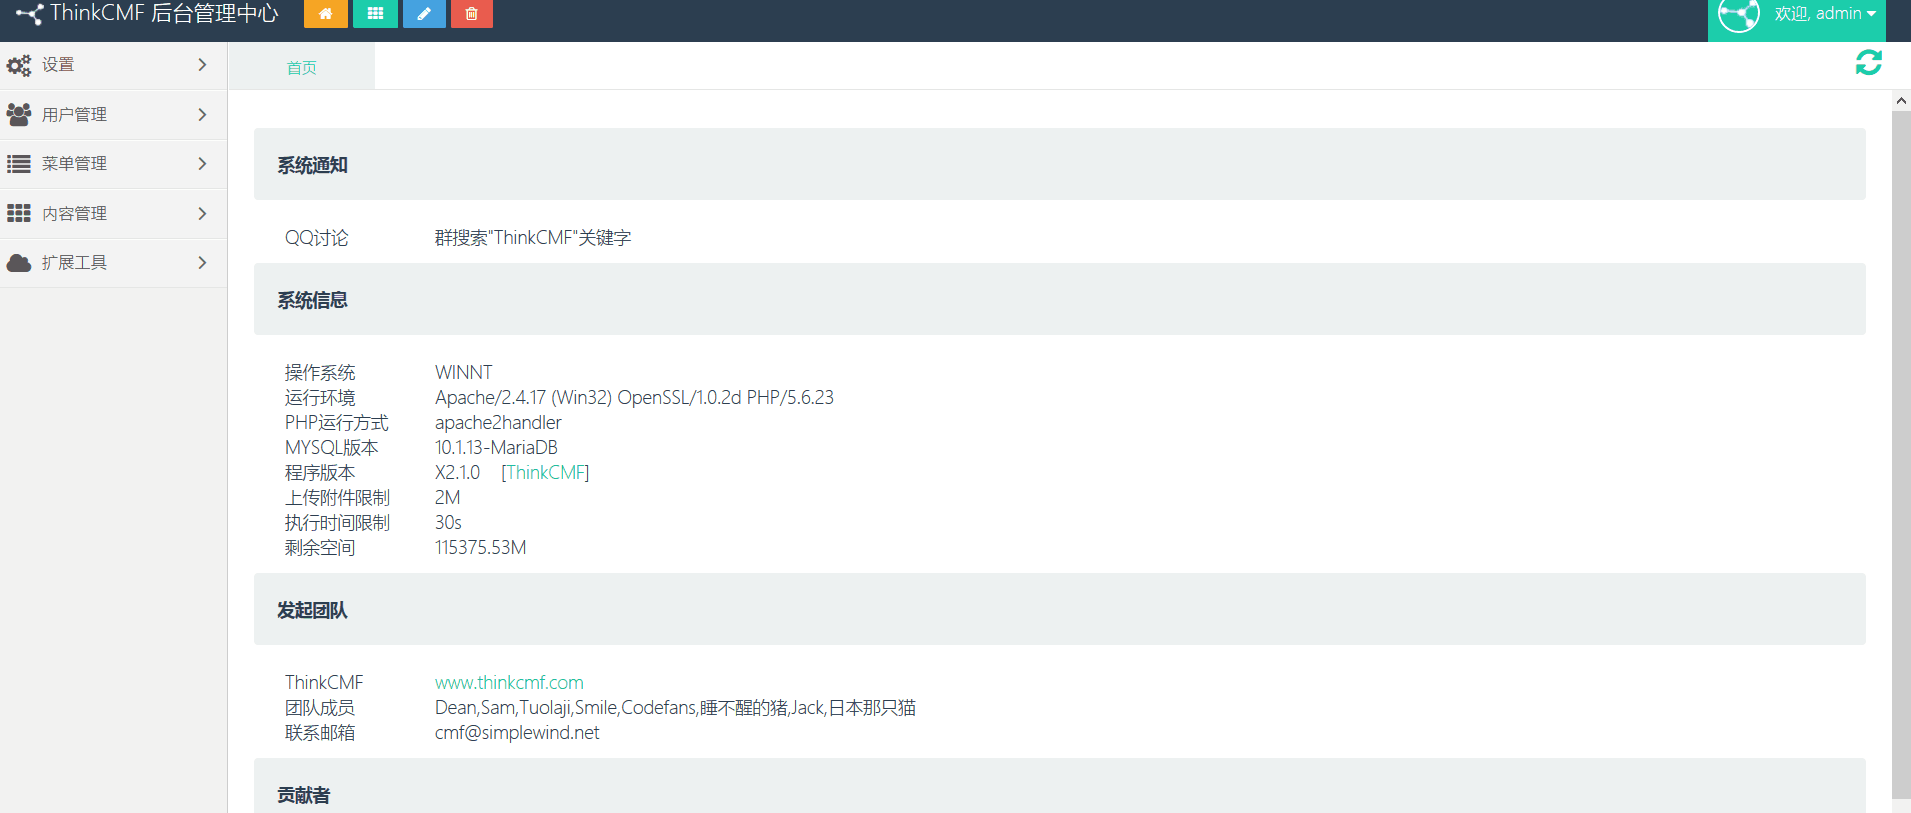 ThinkCMF 后台管理中心
欢迎, admin
设置
首页
用户管理
菜单管理
内容管理
扩展工具
系统通知
QQ讨论 群搜索"ThinkCMF"关键字
系统信息
操作系统 WINNT
运行环境 Apache/2.4.17 (Win32) OpenSSL/1.0.2d PHP/5.6.23
PHP运行方式 apache2handler
MYSQL版本 10.1.13-MariaDB
程序版本 X2.1.0 [ThinkCMF]
上传附件限制 2M
执行时间限制 30s
剩余空间 115375.53M
发起团队
ThinkCMF www.thinkcmf.com
团队成员 Dean,Sam,Tuolaji,Smile,Codefans,睡不醒的猪,Jack,日本那只猫
联系邮箱 cmf@simplewind.net
贡献者